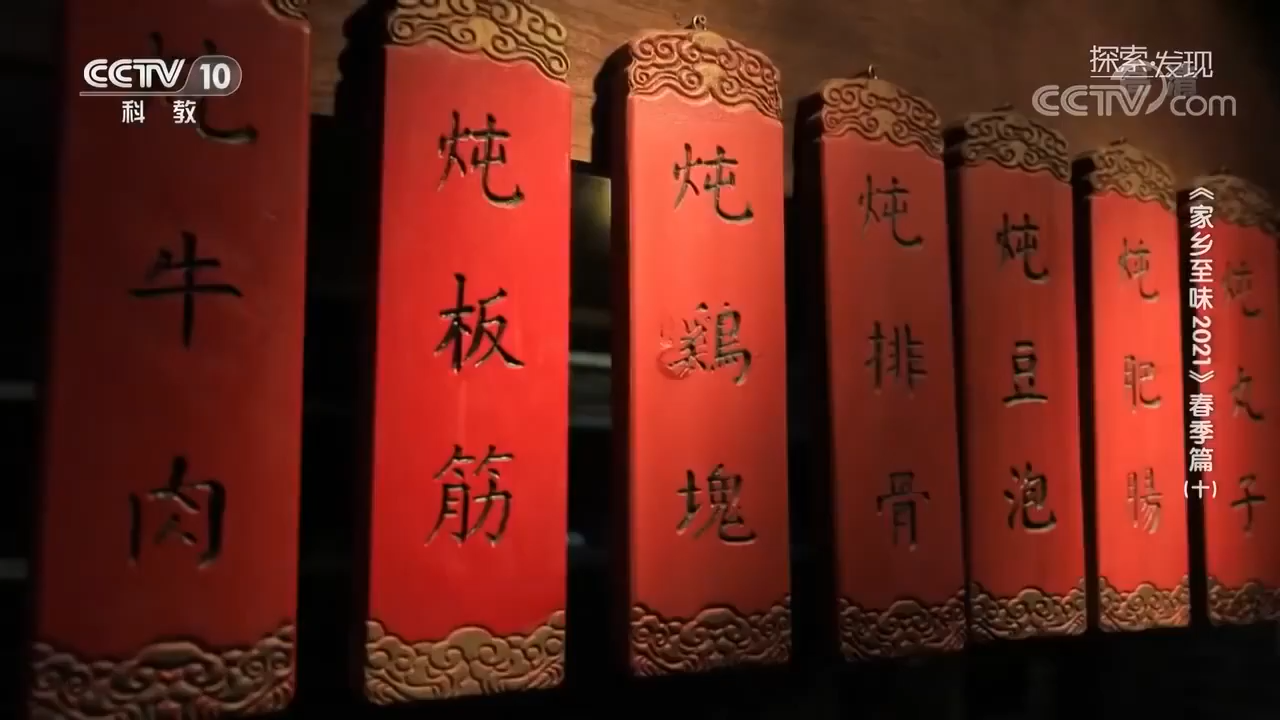 CCTV 10
科教
探索·发现
CCTV.com
炖牛肉
炖板筋
炖鷄塊
炖排骨
炖豆泡
炖肥腸
炖丸子
《家乡至味2021》春季篇(十)